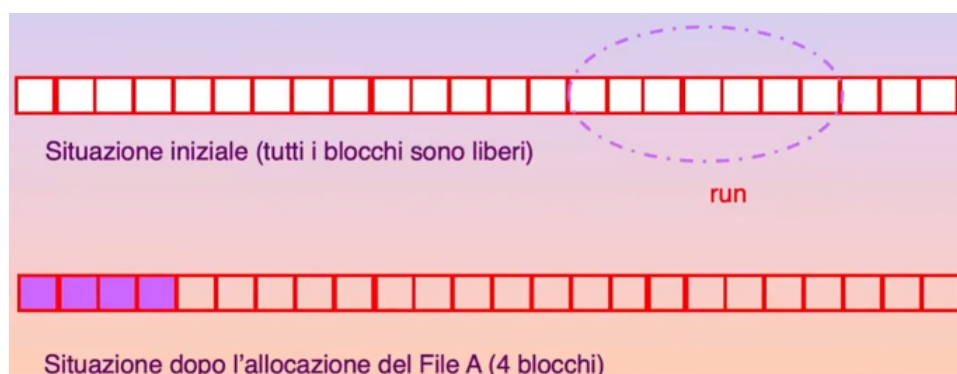 Situazione iniziale (tutti i blocchi sono liberi)
run
Situazione dopo l'allocazione del File A (4 blocchi)